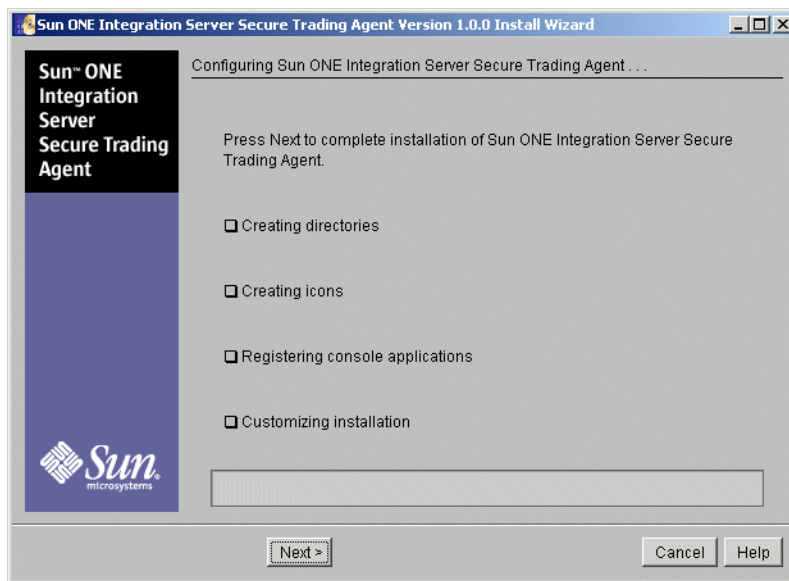 Sun ONE Integration Server Secure Trading Agent Version 1.0.0 Install Wizard
Sun™ ONE
Integration
Server
Secure Trading
Agent
Configuring Sun ONE Integration Server Secure Trading Agent . . .
Press Next to complete installation of Sun ONE Integration Server Secure
Trading Agent.
Creating directories
Creating icons
Registering console applications
Customizing installation
Sun.
microsystems
Next >
Cancel
Help